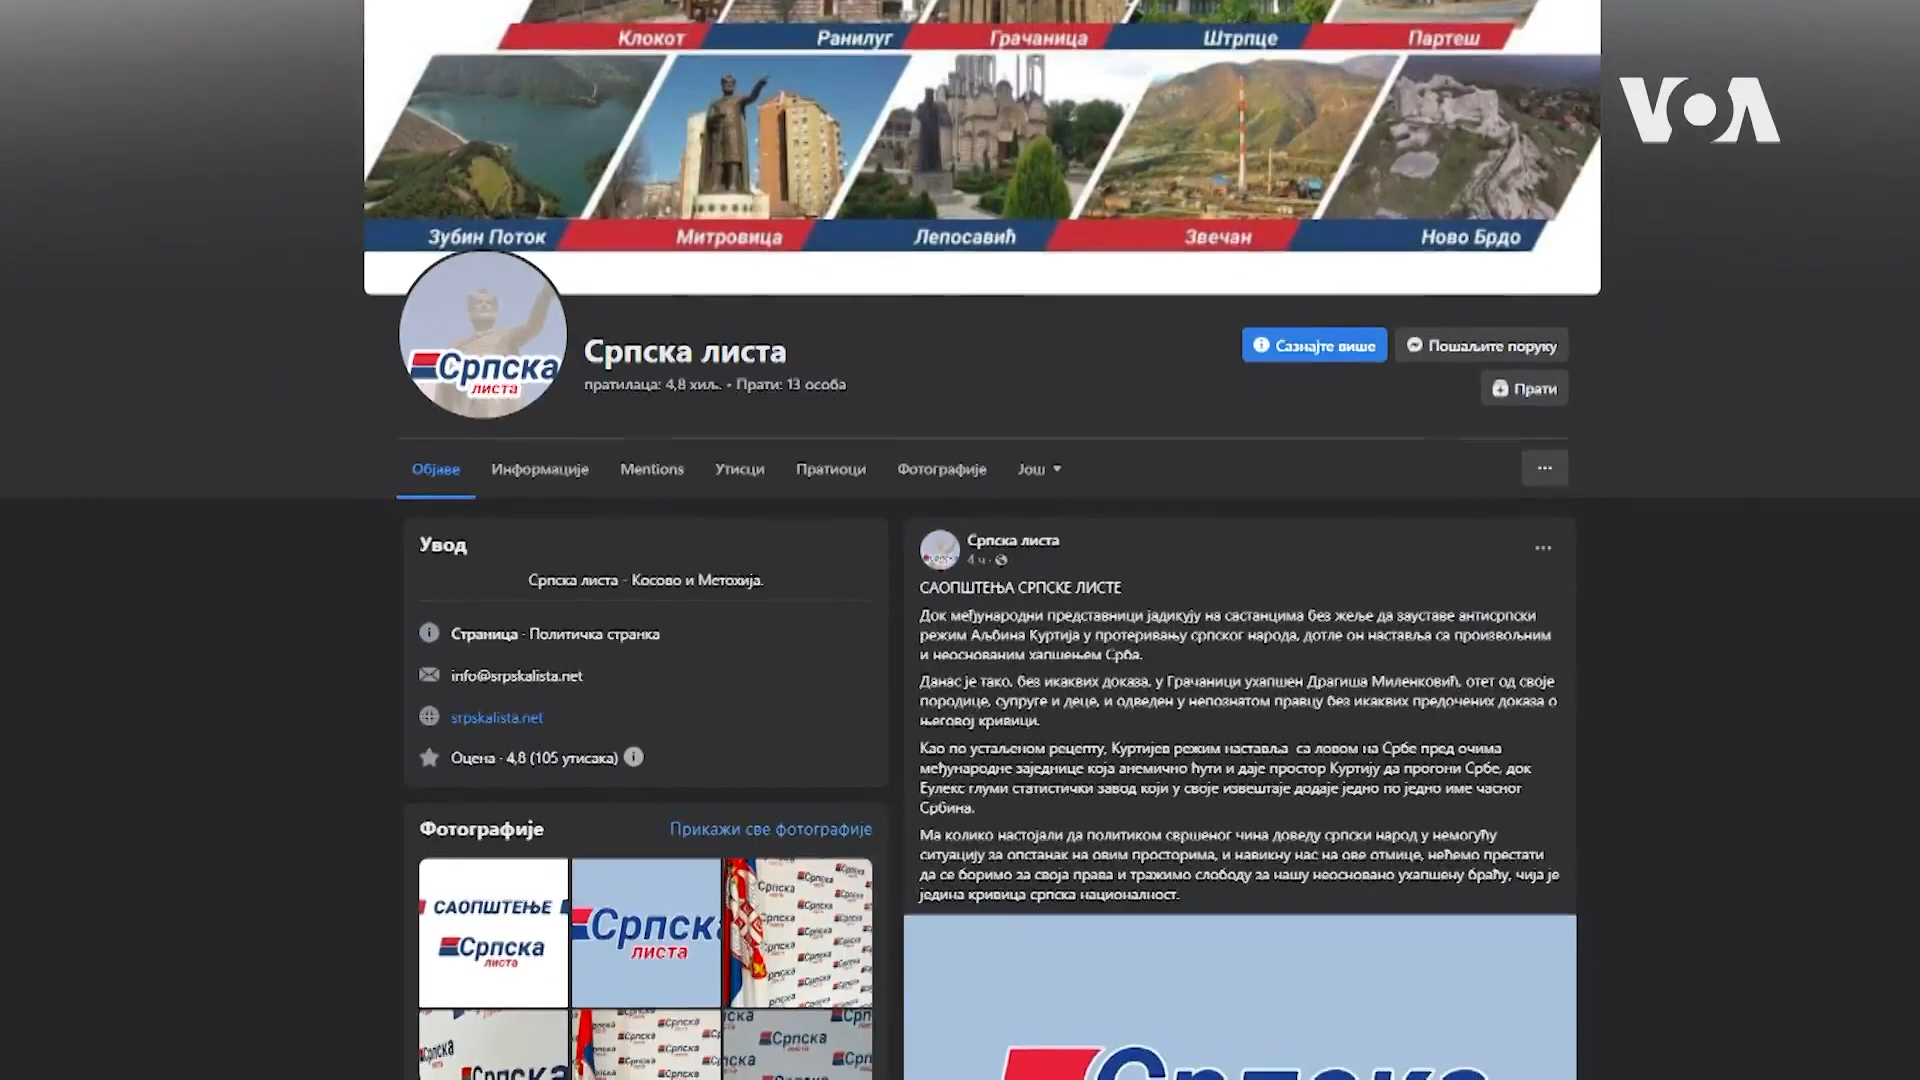 Клокот
Ранилуг
Грачаница
Штрпце
Партеш
VOA
Зубин Поток
Митровица
Лепосавић
Звечан
Ново Брдо
Српска
листа
Српска листа
пратилаца: 4,8 хиљ. • Прати: 13 особа
Сазнајте више
Пошаљите поруку
Прати
Објаве
Информације
Mentions
Утисци
Пратиоци
Фотографије
Још
Увод
Српска листа - Косово и Метохија.
Страница · Политичка странка
info@srpskalista.net
srpskalista.net
Оцена · 4,8 (105 утисака)
Фотографије
Прикажи све фотографије
САОПШТЕЊЕ
Српска
листа
Српска
листа
Српска листа
4 ч ·
САОПШТЕЊА СРПСКЕ ЛИСТЕ
Док међународни представници јадикују на састанцима без жеље да зауставе антисрпски
режим Аљбина Куртија у протеривању српског народа, дотле он наставља са произвољним
и неоснованим хапшењем Срба.
Данас је тако, без икаквих доказа, у Грачаници ухапшен Драгиша Миленковић, отет од своје
породице, супруге и деце, и одведен у непознатом правцу без икаквих предочених доказа о
његовој кривици.
Као по устаљеном рецепту, Куртијев режим наставља са ловом на Србе пред очима
међународне заједнице која анемично ћути и даје простор Куртију да прогони Србе, док
Еулекс глуми статистички завод који у своје извештаје додаје једно по једно име часног
Србина.
Ма колико настојали да политиком свршеног чина доведу српски народ у немогућу
ситуацију за опстанак на овим просторима, и навикну нас на ове отмице, нећемо престати
да се боримо за своја права и тражимо слободу за нашу неосновано ухапшену браћу, чија је
једина кривица српска националност.
Српска